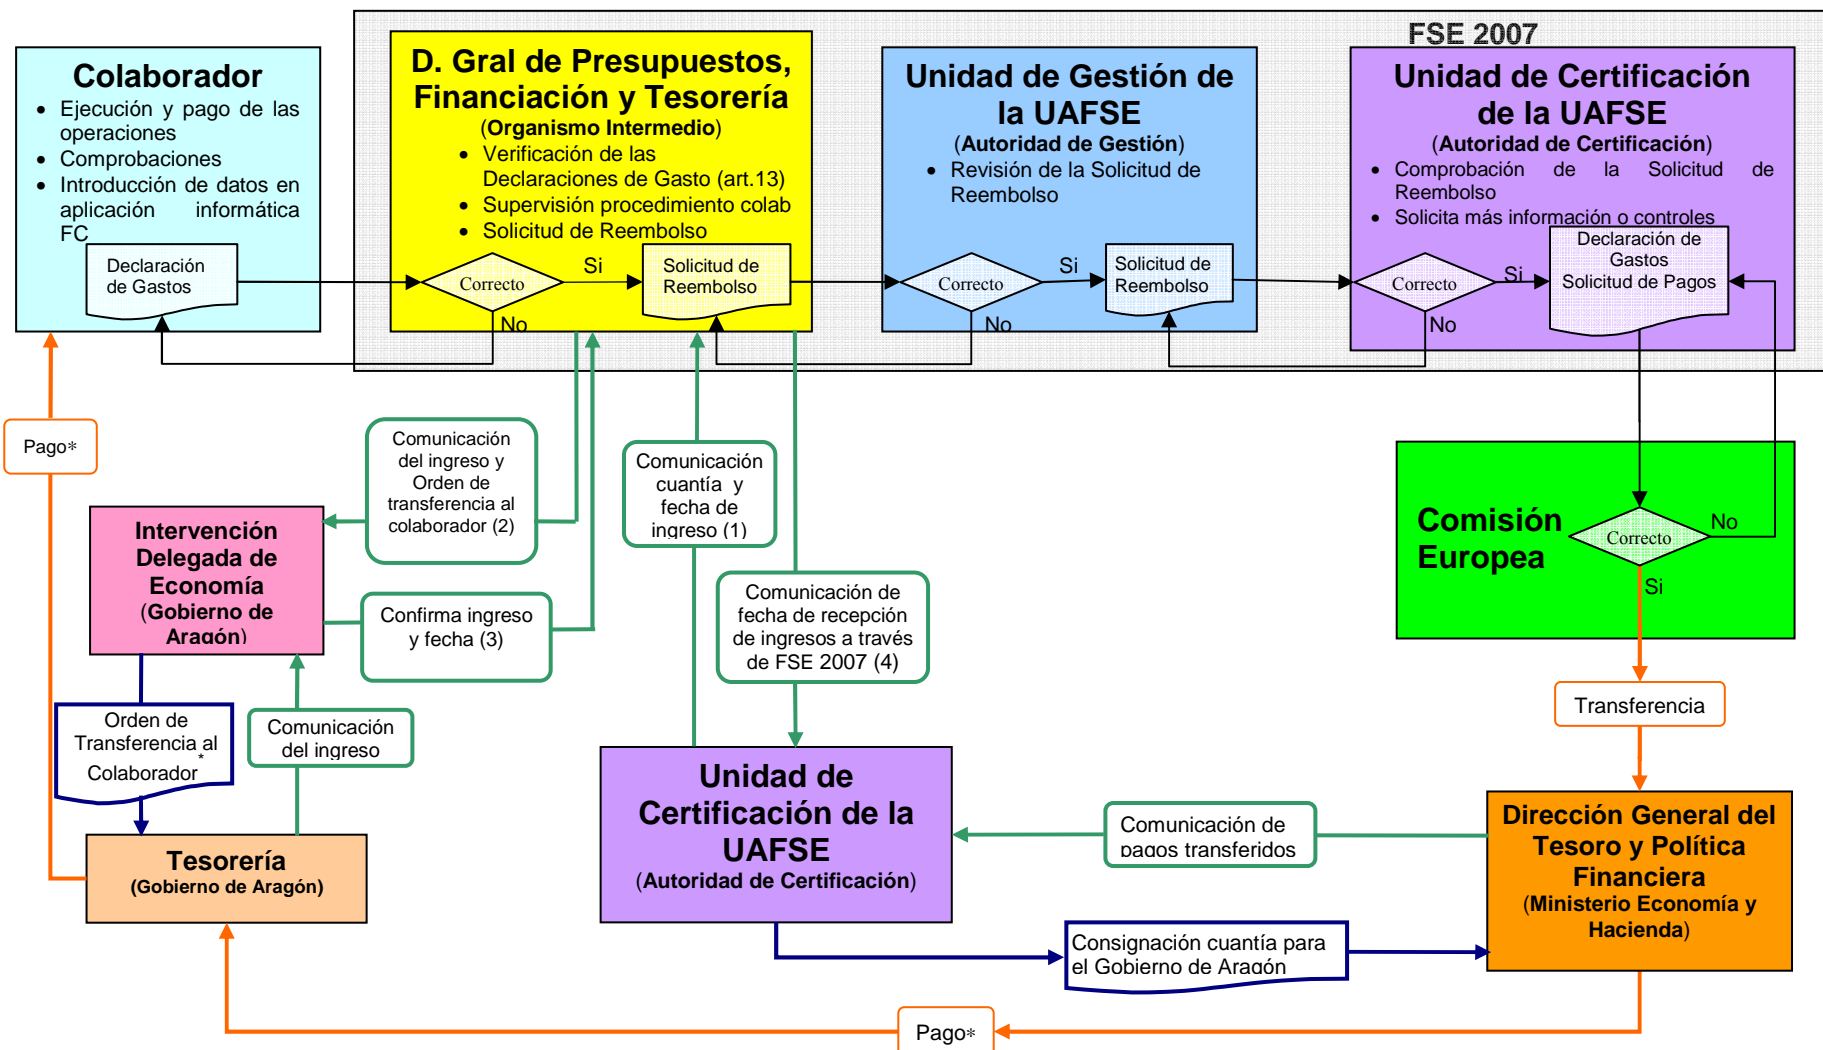 FSE 2007
Colaborador
• Ejecución y pago de las
operaciones
• Comprobaciones
• Introducción de datos en
aplicación informática
FC
Declaración
de Gastos
D. Gral de Presupuestos,
Financiación y Tesorería
(Organismo Intermedio)
• Verificación de las
Declaraciones de Gasto (art.13)
• Supervisión procedimiento colab
• Solicitud de Reembolso
Correcto
Si
No
Solicitud de
Reembolso
Unidad de Gestión de
la UAFSE
(Autoridad de Gestión)
• Revisión de la Solicitud de
Reembolso
Correcto
Si
No
Solicitud de
Reembolso
Unidad de Certificación
de la UAFSE
(Autoridad de Certificación)
• Comprobación de la Solicitud de
Reembolso
• Solicita más información o controles
Correcto
Si
No
Declaración de
Gastos
Solicitud de Pagos
Pago*
Comunicación
del ingreso y
Orden de
transferencia al
colaborador (2)
Comunicación
cuantía y
fecha de
ingreso (1)
Comisión
Europea
Correcto
No
Si
Intervención
Delegada de
Economía
(Gobierno de
Aragón)
Confirma ingreso
y fecha (3)
Comunicación de
fecha de recepción
de ingresos a través
de FSE 2007 (4)
Transferencia
Orden de
Transferencia al
Colaborador*
Comunicación
del ingreso
Unidad de
Certificación de la
UAFSE
(Autoridad de Certificación)
Comunicación de
pagos transferidos
Dirección General del
Tesoro y Política
Financiera
(Ministerio Economía y
Hacienda)
Tesorería
(Gobierno de Aragón)
Consignación cuantía para
el Gobierno de Aragón
Pago*